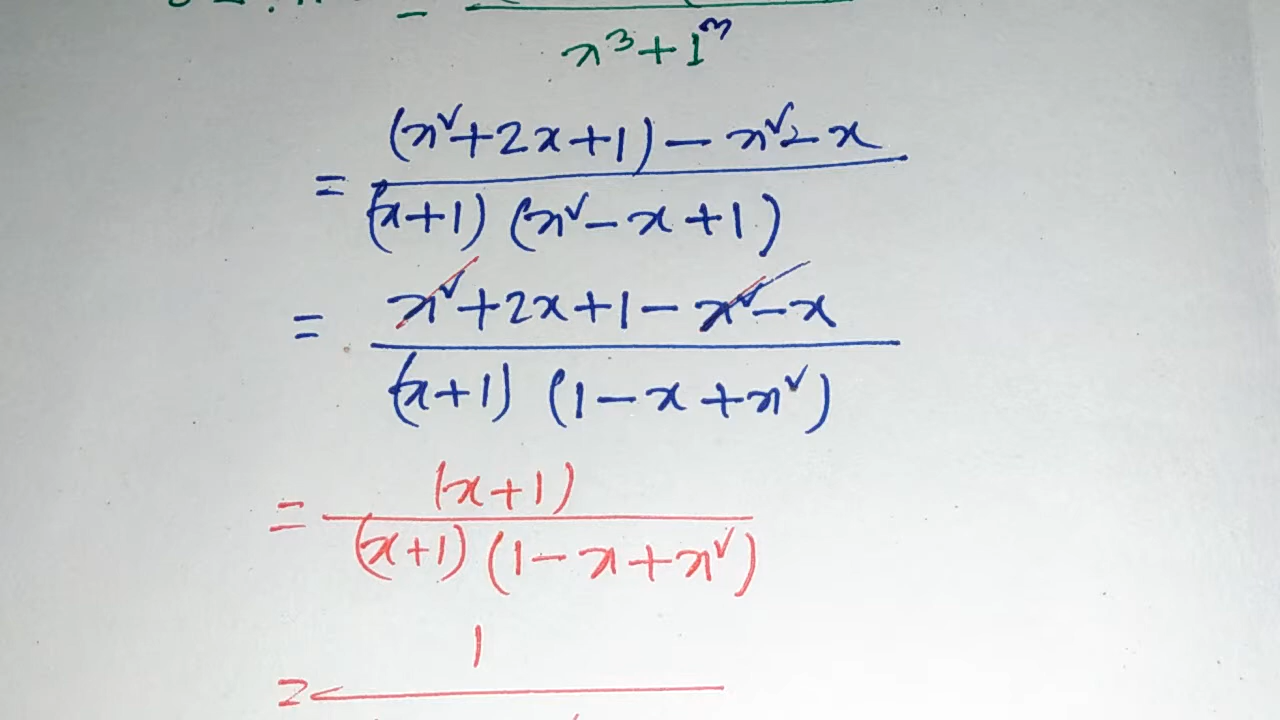 x³+1³
= (x²+2x+1)-x²-x
(x+1) (x²-x+1)
= x²+2x+1-x²-x
(x+1) (1-x+x²)
= (x+1)
(x+1) (1-x+x²)
= 1